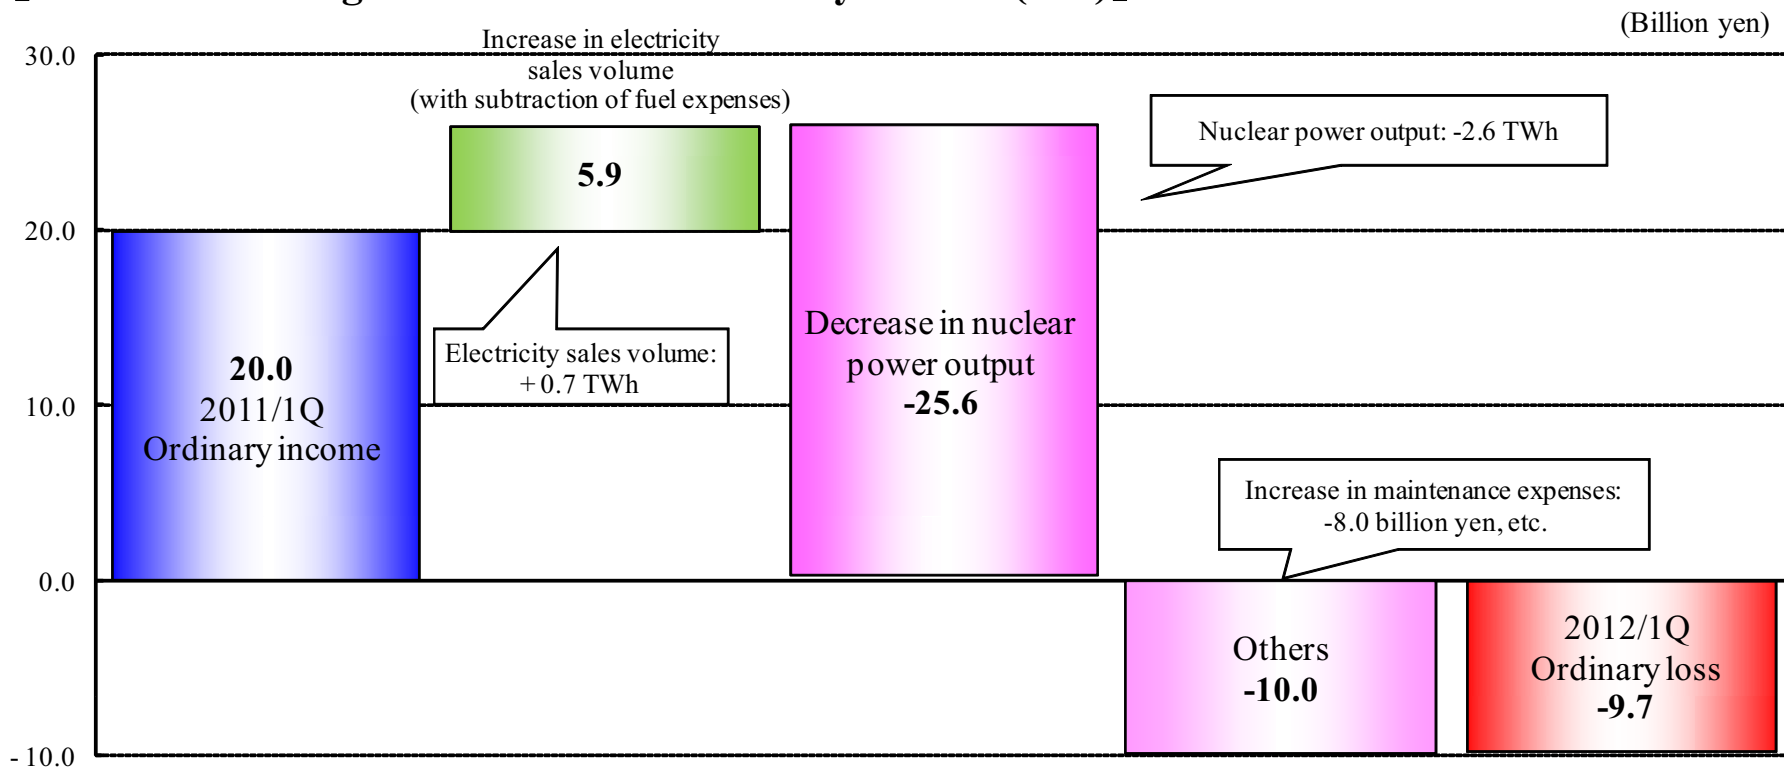 (Billion yen)
30.0
20.0
10.0
0.0
-10.0
Increase in electricity
sales volume
(with subtraction of fuel expenses)
5.9
Nuclear power output: -2.6 TWh
20.0
2011/1Q
Ordinary income
Electricity sales volume:
+0.7 TWh
Decrease in nuclear
power output
-25.6
Increase in maintenance expenses:
-8.0 billion yen, etc.
Others
-10.0
2012/1Q
Ordinary loss
-9.7